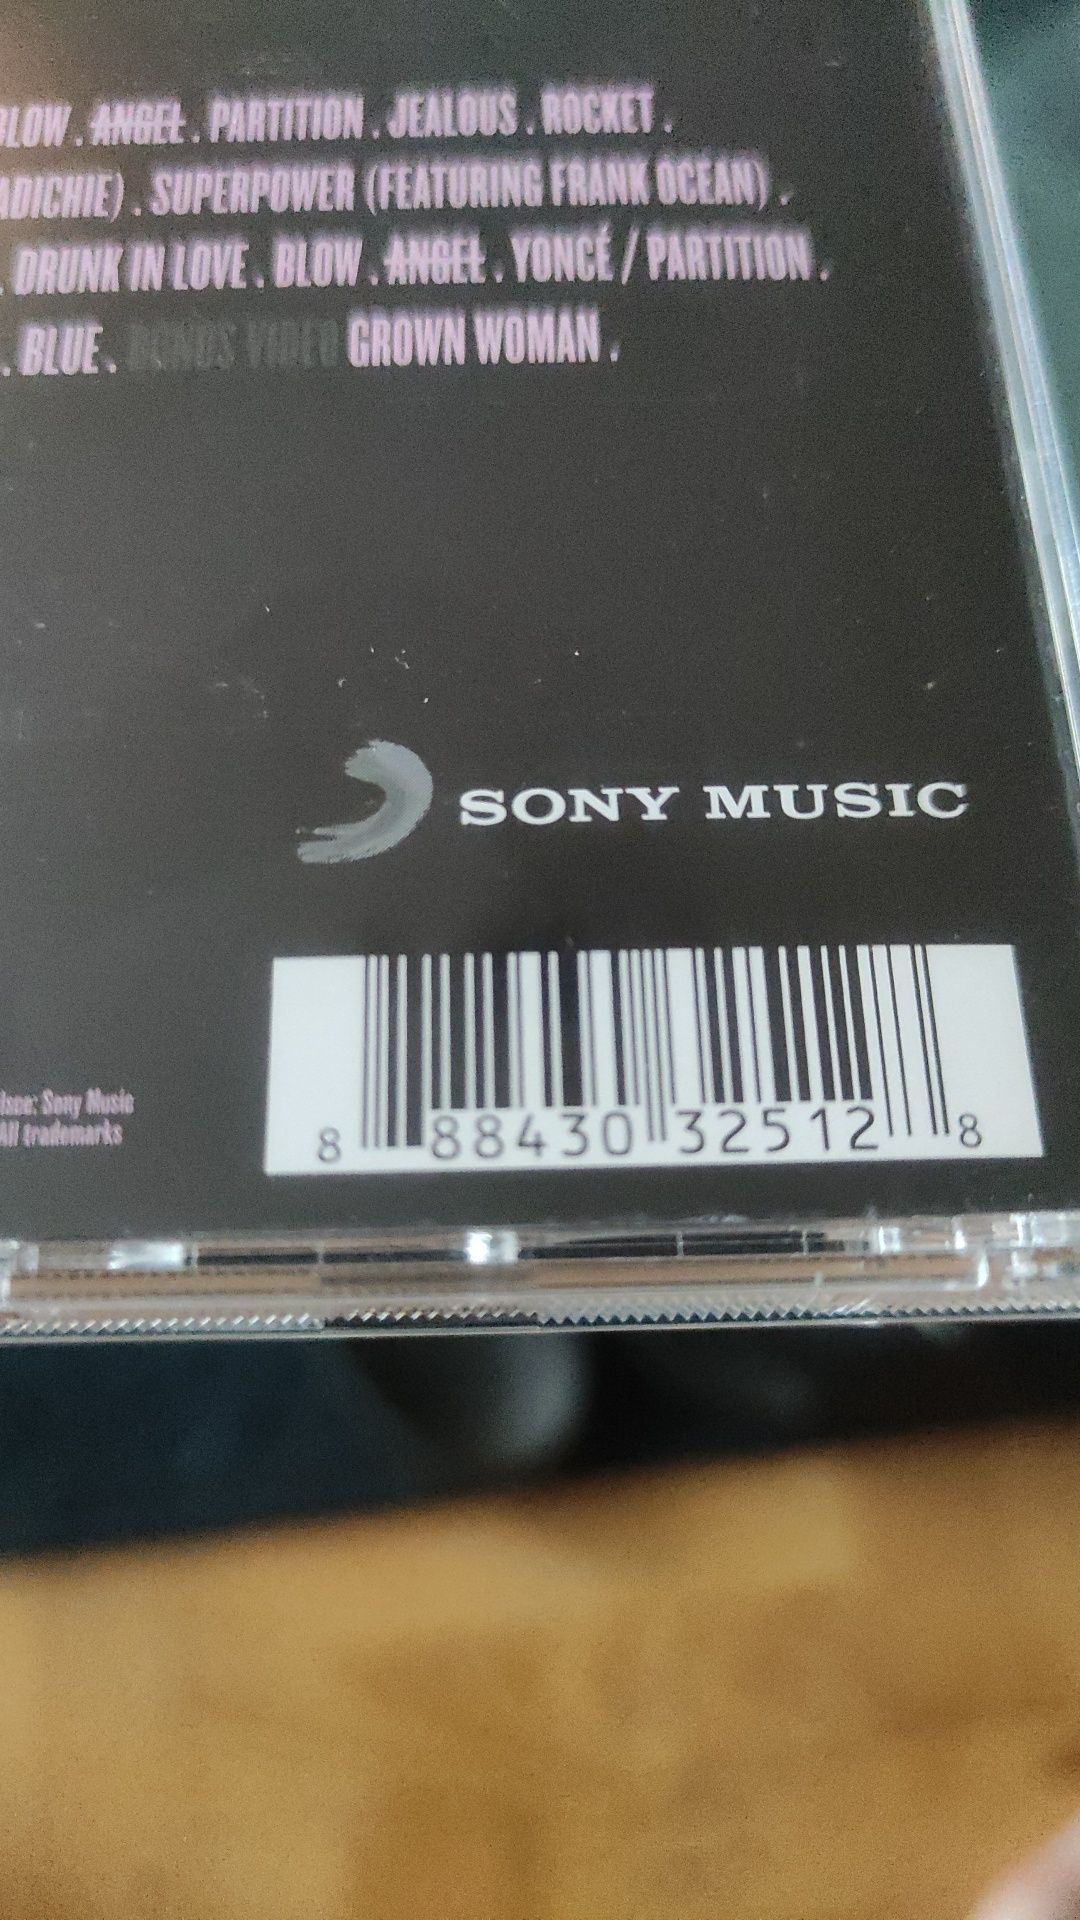 BLOW . ANGEL . PARTITION . JEALOUS . ROCKET .
ADICHIE) . SUPERPOWER (FEATURING FRANK OCEAN) .
. DRUNK IN LOVE . BLOW . ANGEL . YONCÉ / PARTITION .
. BLUE . BONUS VIDEO GROWN WOMAN .
SONY MUSIC
Sony Music
All trademarks
8 88430 32512 8